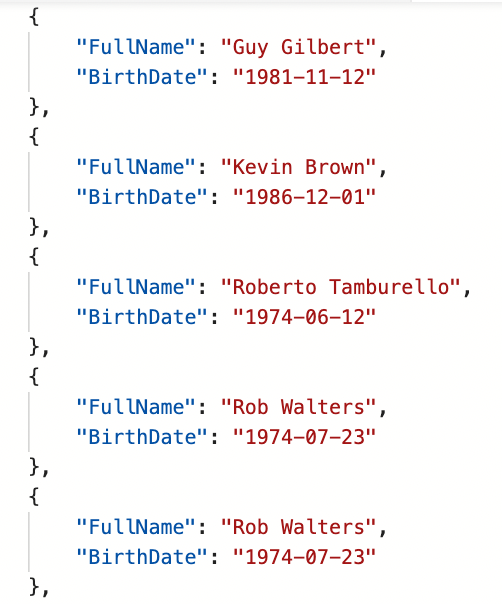 {
    "FullName": "Guy Gilbert",
    "BirthDate": "1981-11-12"
},
{
    "FullName": "Kevin Brown",
    "BirthDate": "1986-12-01"
},
{
    "FullName": "Roberto Tamburello",
    "BirthDate": "1974-06-12"
},
{
    "FullName": "Rob Walters",
    "BirthDate": "1974-07-23"
},
{
    "FullName": "Rob Walters",
    "BirthDate": "1974-07-23"
},